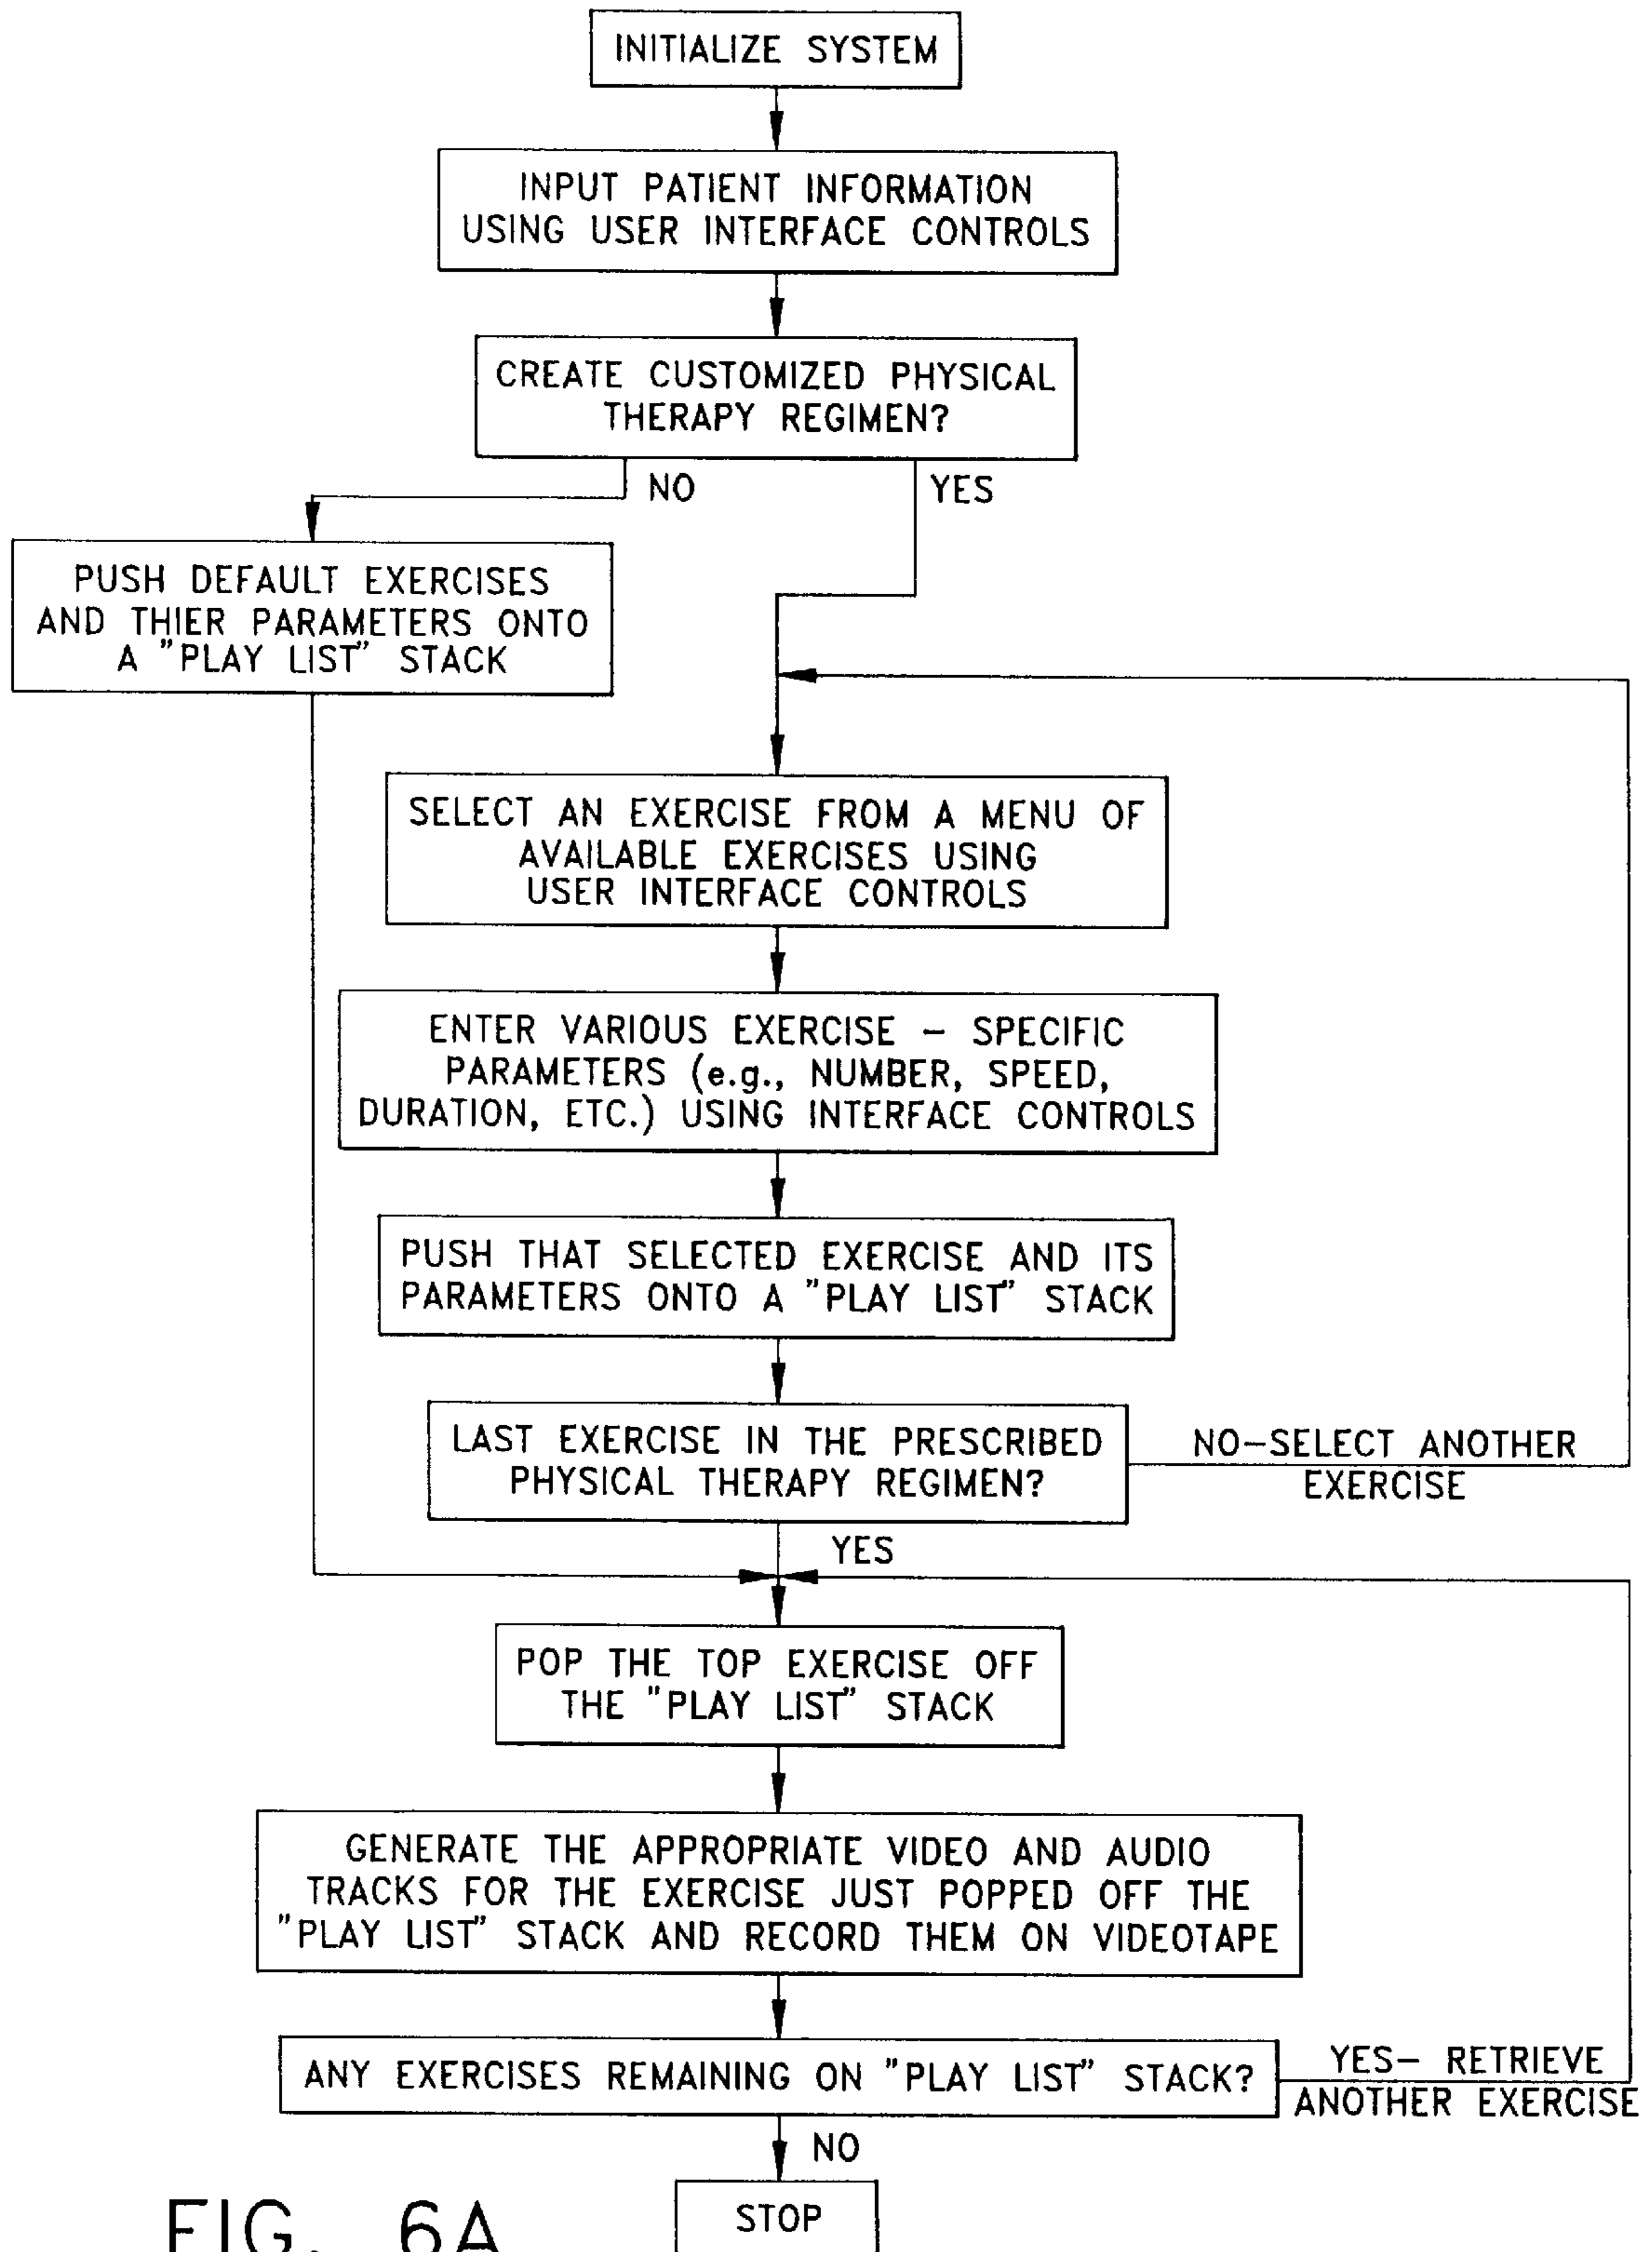 INITIALIZE SYSTEM
INPUT PATIENT INFORMATION
USING USER INTERFACE CONTROLS
CREATE CUSTOMIZED PHYSICAL
THERAPY REGIMEN?
NO
YES
PUSH DEFAULT EXERCISES
AND THIER PARAMETERS ONTO
A "PLAY LIST" STACK
SELECT AN EXERCISE FROM A MENU OF
AVAILABLE EXERCISES USING
USER INTERFACE CONTROLS
ENTER VARIOUS EXERCISE – SPECIFIC
PARAMETERS (e.g., NUMBER, SPEED,
DURATION, ETC.) USING INTERFACE CONTROLS
PUSH THAT SELECTED EXERCISE AND ITS
PARAMETERS ONTO A "PLAY LIST" STACK
LAST EXERCISE IN THE PRESCRIBED
PHYSICAL THERAPY REGIMEN?
NO–SELECT ANOTHER
EXERCISE
YES
POP THE TOP EXERCISE OFF
THE "PLAY LIST" STACK
GENERATE THE APPROPRIATE VIDEO AND AUDIO
TRACKS FOR THE EXERCISE JUST POPPED OFF THE
"PLAY LIST" STACK AND RECORD THEM ON VIDEOTAPE
ANY EXERCISES REMAINING ON "PLAY LIST" STACK?
YES– RETRIEVE
ANOTHER EXERCISE
NO
STOP
FIG. 6A